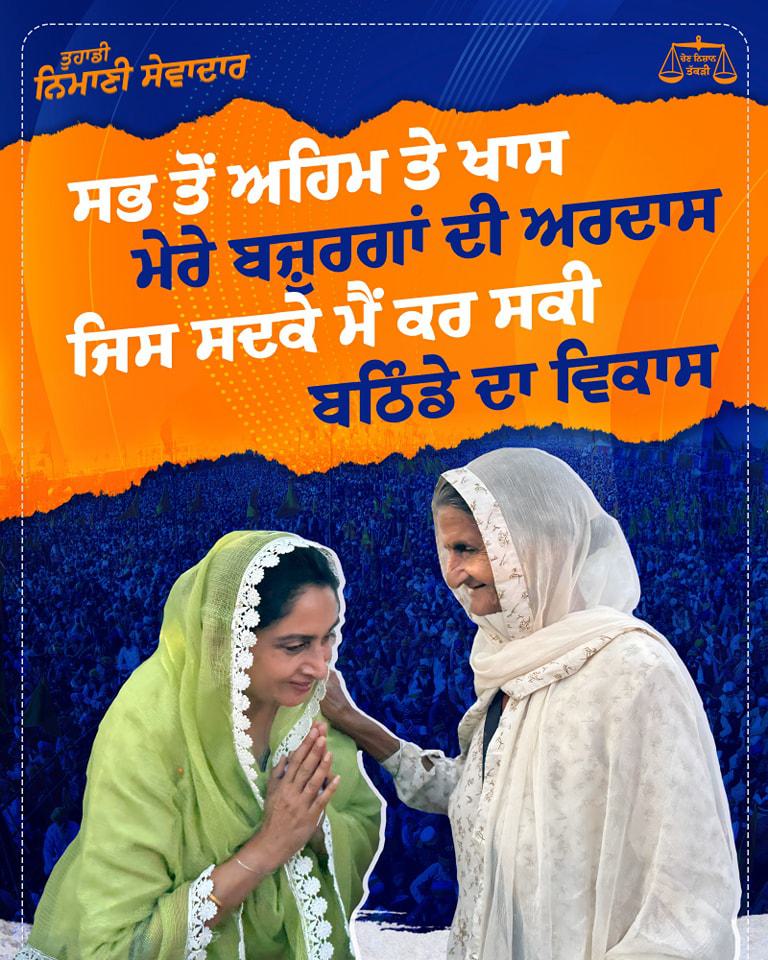 ਤੁਹਾਡੀ
ਨਿਮਾਣੀ ਸੇਵਾਦਾਰ
ਚੋਣ ਨਿਸ਼ਾਨ
ਤੱਕੜੀ
ਸਭ ਤੋਂ ਅਹਿਮ ਤੇ ਖਾਸ
ਮੇਰੇ ਬਜ਼ੁਰਗਾਂ ਦੀ ਅਰਦਾਸ
ਜਿਸ ਸਦਕੇ ਮੈਂ ਕਰ ਸਕੀ
ਬਠਿੰਡੇ ਦਾ ਵਿਕਾਸ